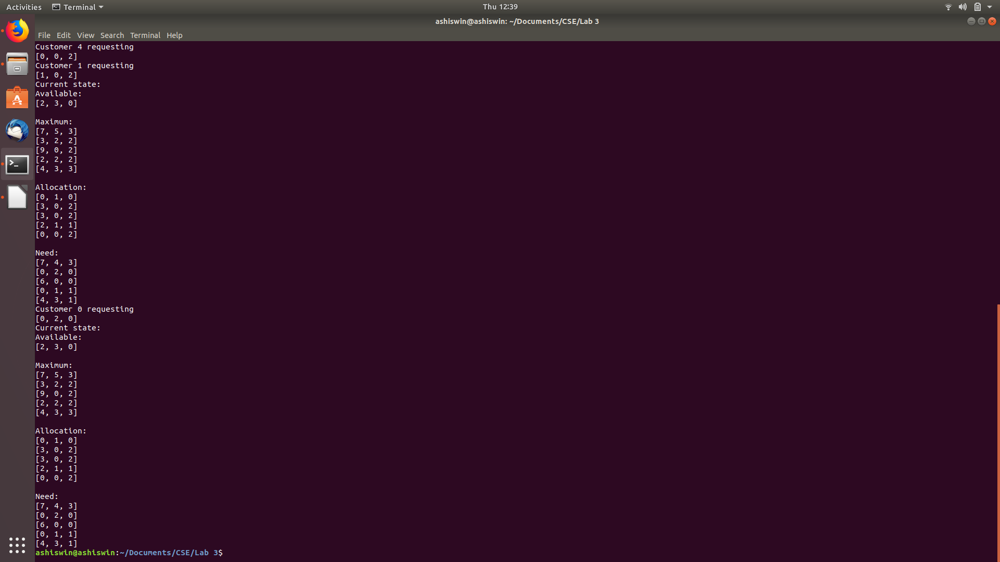 Activities Terminal Thu 12:39
ashiswin@ashiswin: ~/Documents/CSE/Lab 3
File Edit View Search Terminal Help
Customer 4 requesting
[0, 0, 2]
Customer 1 requesting
[1, 0, 2]
Current state:
Available:
[2, 3, 0]

Maximum:
[7, 5, 3]
[3, 2, 2]
[9, 0, 2]
[2, 2, 2]
[4, 3, 3]

Allocation:
[0, 1, 0]
[3, 0, 2]
[3, 0, 2]
[2, 1, 1]
[0, 0, 2]

Need:
[7, 4, 3]
[0, 2, 0]
[6, 0, 0]
[0, 1, 1]
[4, 3, 1]
Customer 0 requesting
[0, 2, 0]
Current state:
Available:
[2, 3, 0]

Maximum:
[7, 5, 3]
[3, 2, 2]
[9, 0, 2]
[2, 2, 2]
[4, 3, 3]

Allocation:
[0, 1, 0]
[3, 0, 2]
[3, 0, 2]
[2, 1, 1]
[0, 0, 2]

Need:
[7, 4, 3]
[0, 2, 0]
[6, 0, 0]
[0, 1, 1]
[4, 3, 1]
ashiswin@ashiswin:~/Documents/CSE/Lab 3$